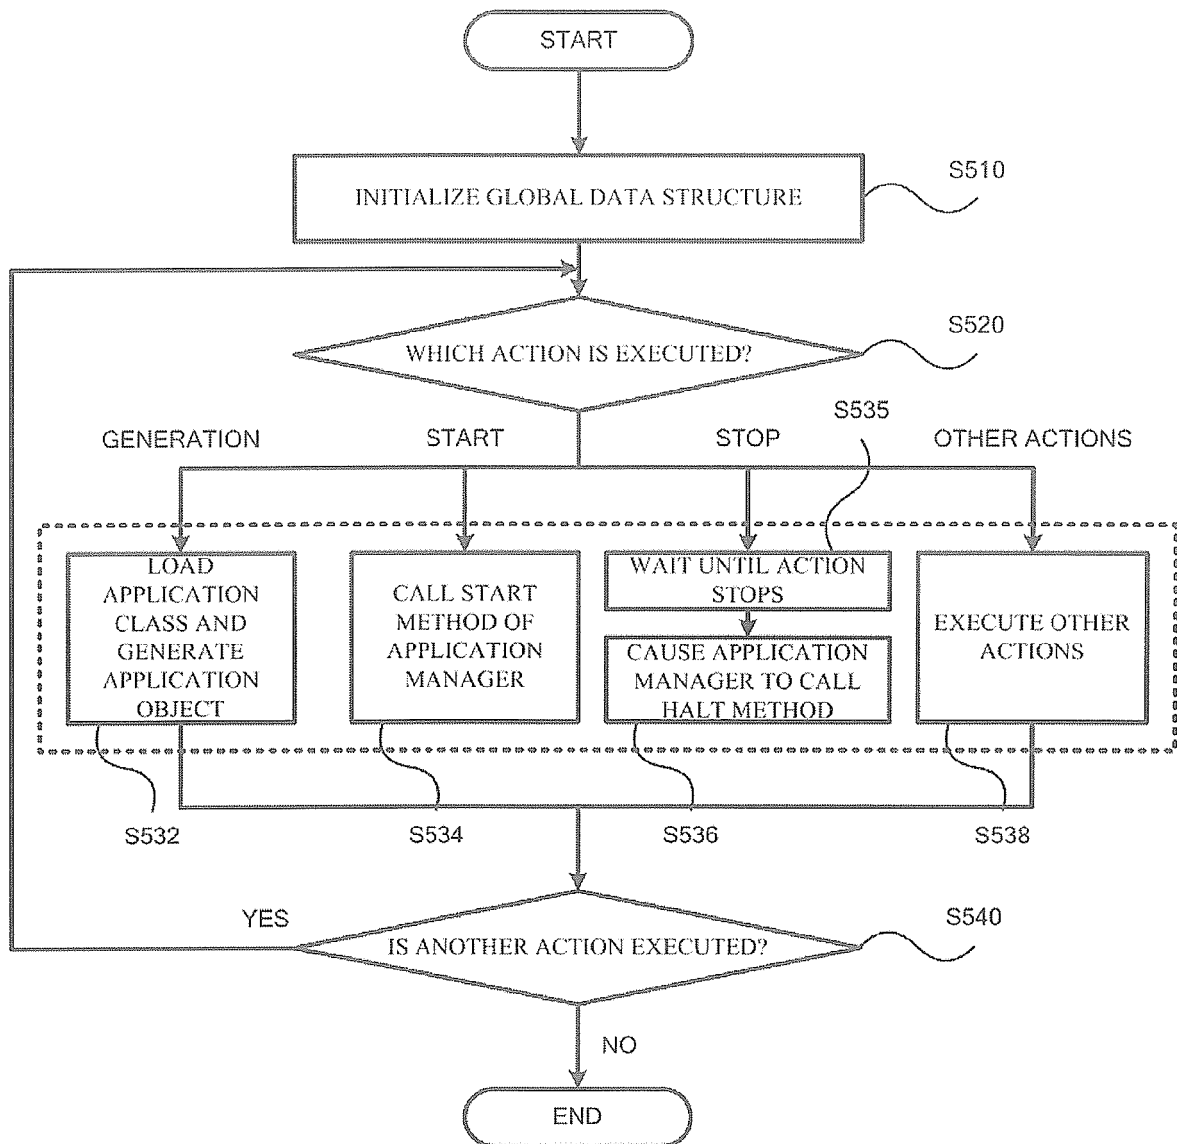 START
INITIALIZE GLOBAL DATA STRUCTURE
S510
WHICH ACTION IS EXECUTED?
S520
S535
GENERATION
START
STOP
OTHER ACTIONS
LOAD
APPLICATION
CLASS AND
GENERATE
APPLICATION
OBJECT
CALL START
METHOD OF
APPLICATION
MANAGER
WAIT UNTIL ACTION
STOPS
CAUSE APPLICATION
MANAGER TO CALL
HALT METHOD
EXECUTE OTHER
ACTIONS
S532
S534
S536
S538
YES
IS ANOTHER ACTION EXECUTED?
S540
NO
END